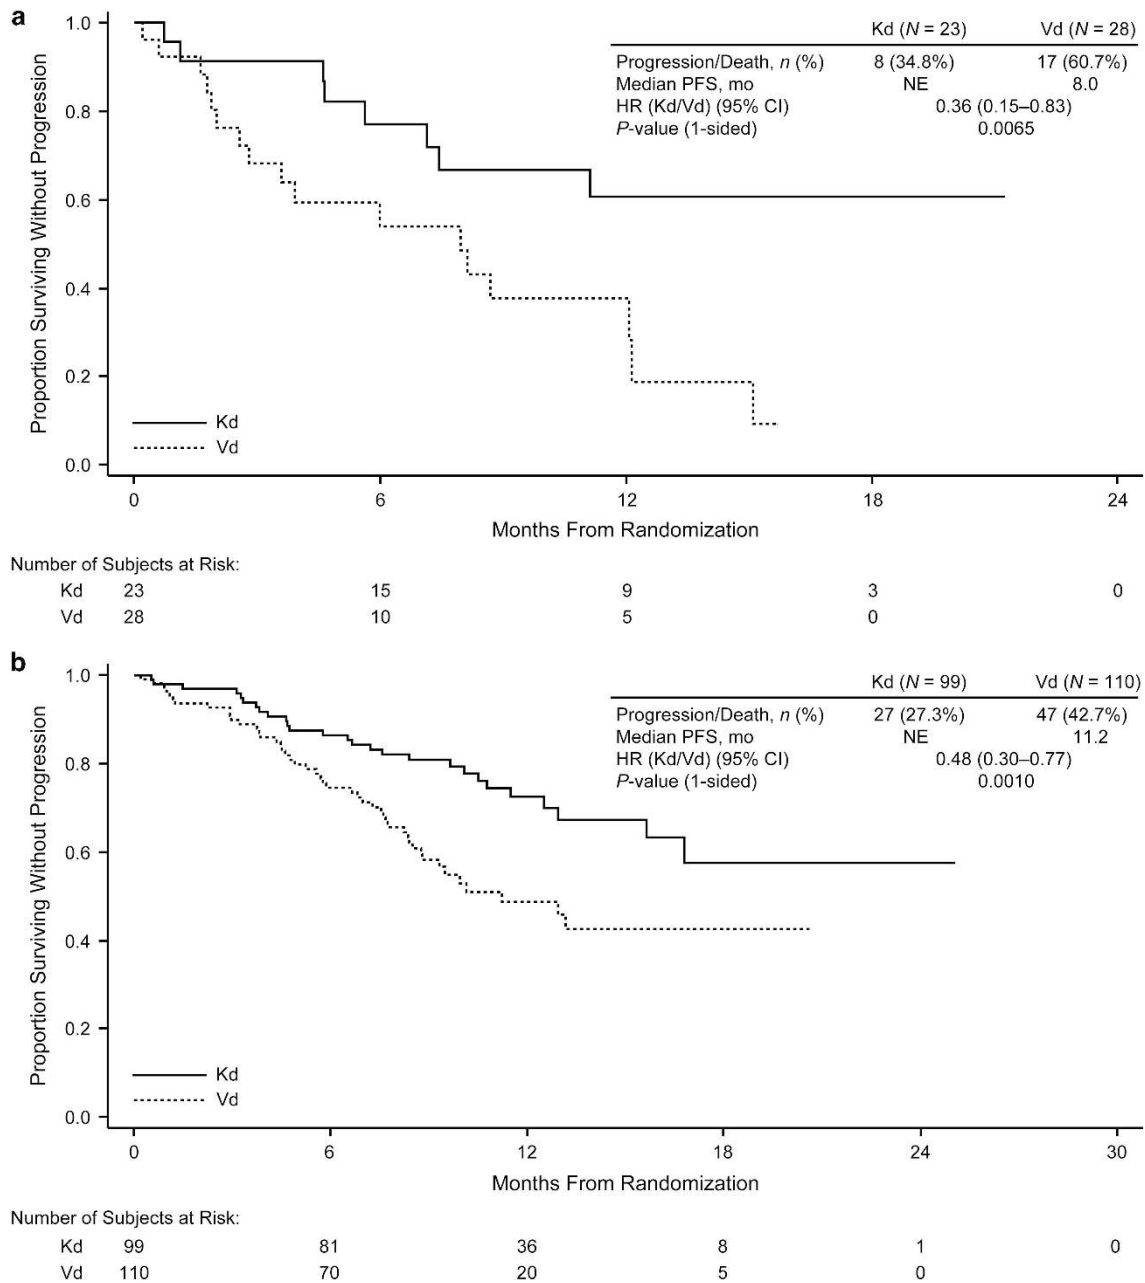 a
Kd (N = 23) Vd (N = 28)
Progression/Death, n (%) 8 (34.8%) 17 (60.7%)
Median PFS, mo NE 8.0
HR (Kd/Vd) (95% CI) 0.36 (0.15–0.83)
P-value (1-sided) 0.0065
Proportion Surviving Without Progression
1.0
0.8
0.6
0.4
0.2
0.0
Kd
Vd
0 6 12 18 24
Months From Randomization
Number of Subjects at Risk:
Kd 23 15 9 3 0
Vd 28 10 5 0
b
Kd (N = 99) Vd (N = 110)
Progression/Death, n (%) 27 (27.3%) 47 (42.7%)
Median PFS, mo NE 11.2
HR (Kd/Vd) (95% CI) 0.48 (0.30–0.77)
P-value (1-sided) 0.0010
Proportion Surviving Without Progression
1.0
0.8
0.6
0.4
0.2
0.0
Kd
Vd
0 6 12 18 24 30
Months From Randomization
Number of Subjects at Risk:
Kd 99 81 36 8 1 0
Vd 110 70 20 5 0